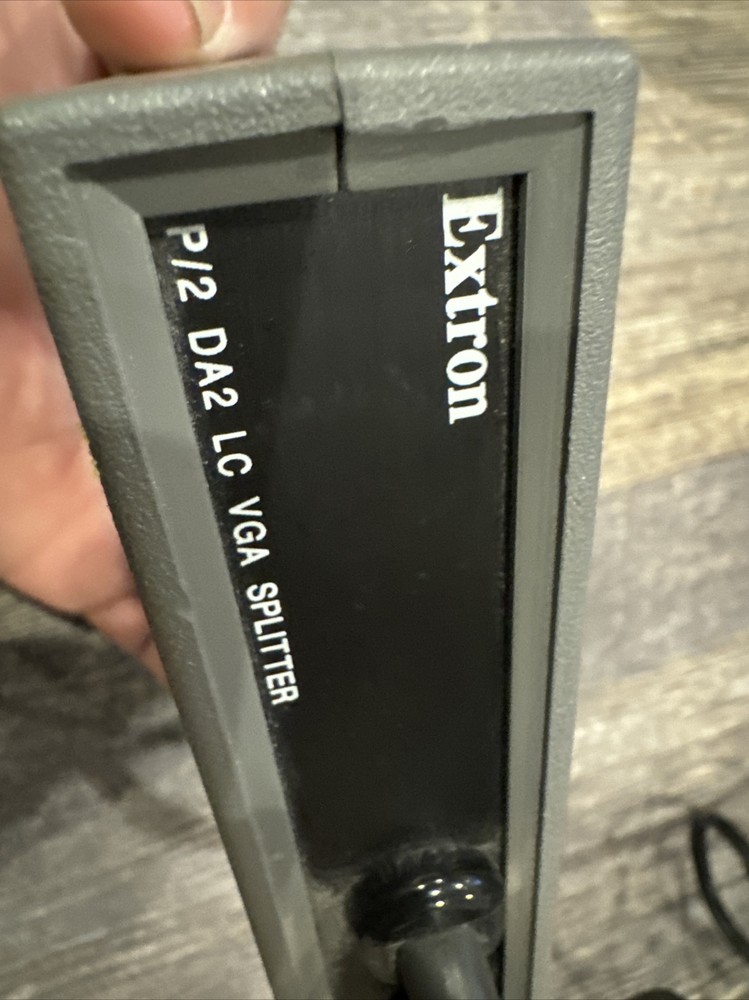 Extron
P/2 DA2 LC VGA SPLITTER